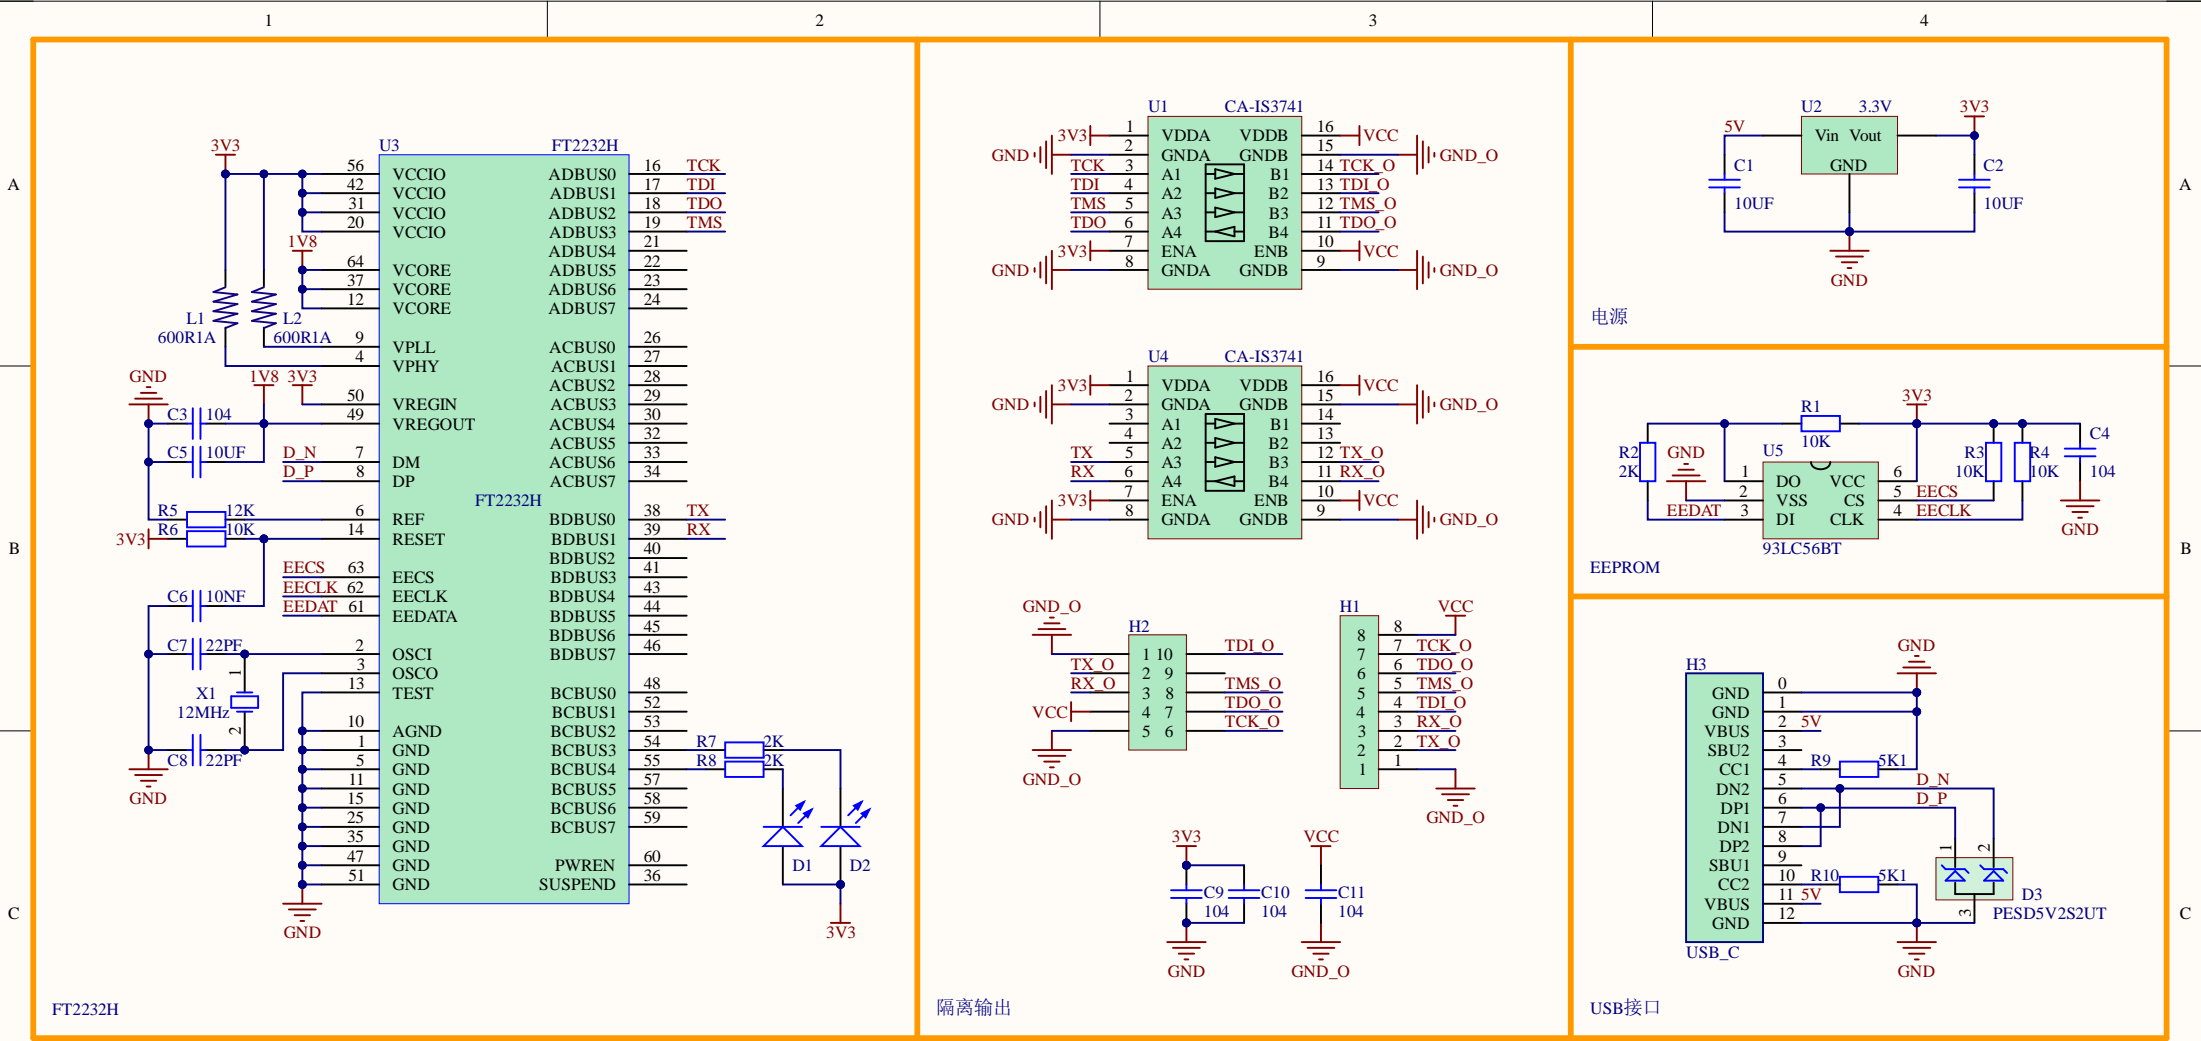 1 2 3 4
A A
B B
C C
U3 FT2232H
3V3
56 VCCIO
42 VCCIO
31 VCCIO
20 VCCIO
1V8
64 VCORE
37 VCORE
12 VCORE
L1 600R1A
L2 600R1A
9 VPLL
4 VPHY
GND 1V8 3V3
50 VREGIN
49 VREGOUT
C3 104
C5 10UF
D_N 7 DM
D_P 8 DP
FT2232H
R5 12K 6 REF
3V3 R6 10K 14 RESET
EECS 63 EECS
EECLK 62 EECLK
EEDAT 61 EEDATA
C6 10NF
C7 22PF
2 OSCI
3 OSCO
13 TEST
X1 12MHz
1
2
C8 22PF
GND
10 AGND
1 GND
5 GND
11 GND
15 GND
25 GND
35 GND
47 GND
51 GND
GND
ADBUS0 16 TCK
ADBUS1 17 TDI
ADBUS2 18 TDO
ADBUS3 19 TMS
ADBUS4 21
ADBUS5 22
ADBUS6 23
ADBUS7 24
ACBUS0 26
ACBUS1 27
ACBUS2 28
ACBUS3 29
ACBUS4 30
ACBUS5 32
ACBUS6 33
ACBUS7 34
BDBUS0 38 TX
BDBUS1 39 RX
BDBUS2 40
BDBUS3 41
BDBUS4 43
BDBUS5 44
BDBUS6 45
BDBUS7 46
BCBUS0 48
BCBUS1 52
BCBUS2 53
BCBUS3 54 R7 2K
BCBUS4 55 R8 2K
BCBUS5 57
BCBUS6 58
BCBUS7 59
PWREN 60
SUSPEND 36
D1 D2
3V3
FT2232H
U1 CA-IS3741
3V3 1 VDDA VDDB 16 VCC
GND 2 GNDA GNDB 15 GND_O
TCK 3 A1 B1 14 TCK_O
TDI 4 A2 B2 13 TDI_O
TMS 5 A3 B3 12 TMS_O
TDO 6 A4 B4 11 TDO_O
3V3 7 ENA ENB 10 VCC
GND 8 GNDA GNDB 9 GND_O
U4 CA-IS3741
3V3 1 VDDA VDDB 16 VCC
GND 2 GNDA GNDB 15 GND_O
3 A1 B1 14
4 A2 B2 13
TX 5 A3 B3 12 TX_O
RX 6 A4 B4 11 RX_O
3V3 7 ENA ENB 10 VCC
GND 8 GNDA GNDB 9 GND_O
GND_O
H2
1 10 TDI_O
TX_O 2 9
RX_O 3 8 TMS_O
VCC 4 7 TDO_O
5 6 TCK_O
GND_O
H1 VCC
8 8
7 7 TCK_O
6 6 TDO_O
5 5 TMS_O
4 4 TDI_O
3 3 RX_O
2 2 TX_O
1 1
GND_O
3V3 VCC
C9 C10 C11
104 104 104
GND GND_O
隔离输出
U2 3.3V 3V3
5V Vin Vout
GND
C1 10UF
C2 10UF
GND
电源
R1 10K
3V3
R2 2K
GND
U5
R3 10K
R4 10K
C4 104
1 DO VCC 6
2 VSS CS 5 EECS
EEDAT 3 DI CLK 4 EECLK
93LC56BT
GND
EEPROM
H3 GND
GND 0
GND 1
VBUS 2 5V
SBU2 3
CC1 4 R9 5K1
DN2 5 D_N
DP1 6 D_P
DN1 7
DP2 8
SBU1 9
CC2 10 R10 5K1
VBUS 11 5V
GND 12
1 2
3
D3
PESD5V2S2UT
USB_C GND
USB接口